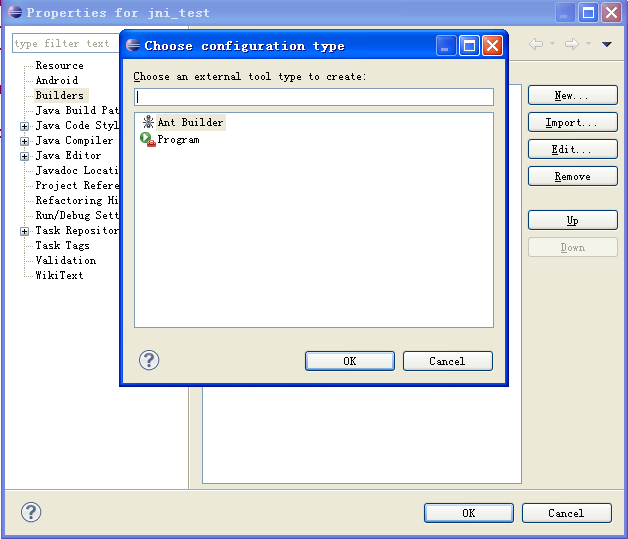 Properties for jni_test
type filter text
Resource
Android
Builders
Java Build Pat
Java Code Styl
Java Compiler
Java Editor
Javadoc Locati
Project Refere
Refactoring Hi
Run/Debug Sett
Task Repositor
Task Tags
Validation
WikiText
Choose configuration type
Choose an external tool type to create:
Ant Builder
Program
OK
Cancel
New...
Import...
Edit...
Remove
Up
Down
OK
Cancel